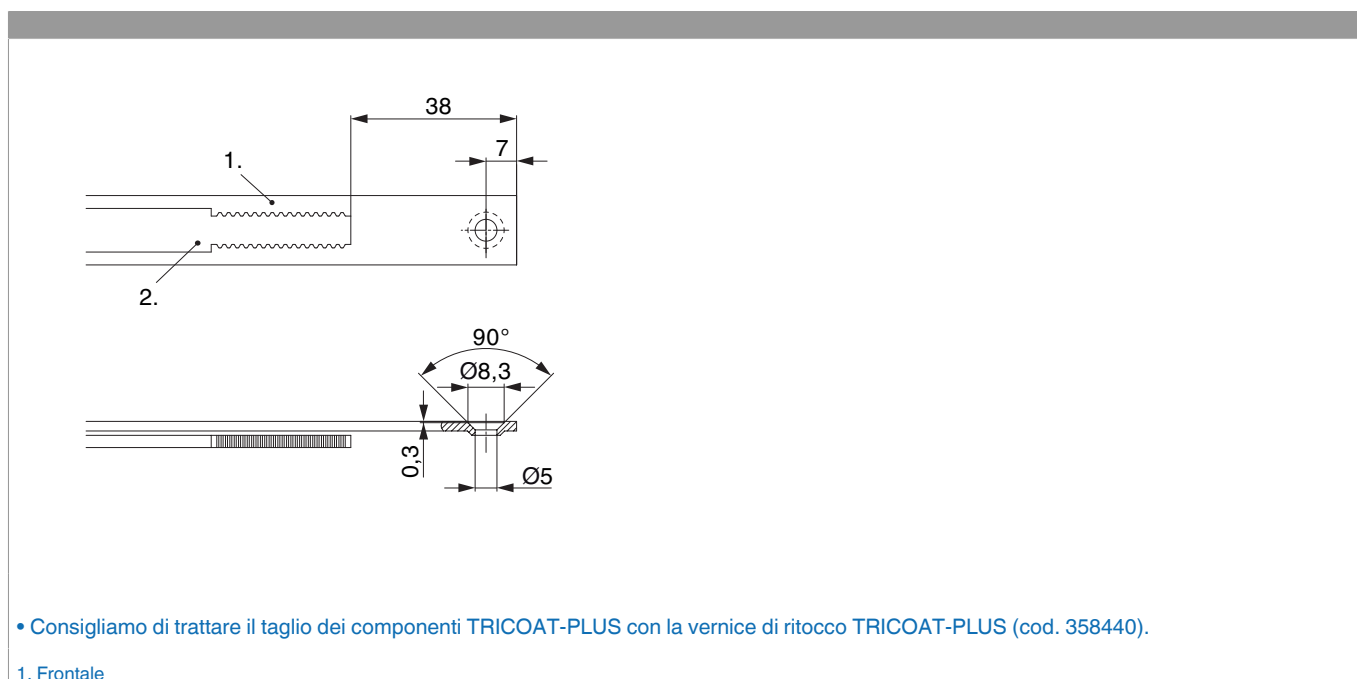 38
7
1.
2.
90°
Ø8,3
0,3
Ø5
• Consigliamo di trattare il taglio dei componenti TRICOAT-PLUS con la vernice di ritocco TRICOAT-PLUS (cod. 358440).
1. Frontale